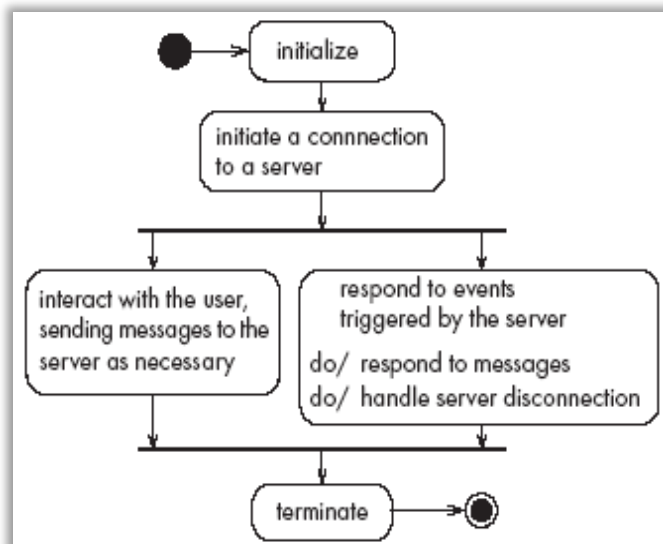 initialize
initiate a connnection
to a server
interact with the user,
sending messages to the
server as necessary
respond to events
triggered by the server
do/ respond to messages
do/ handle server disconnection
terminate